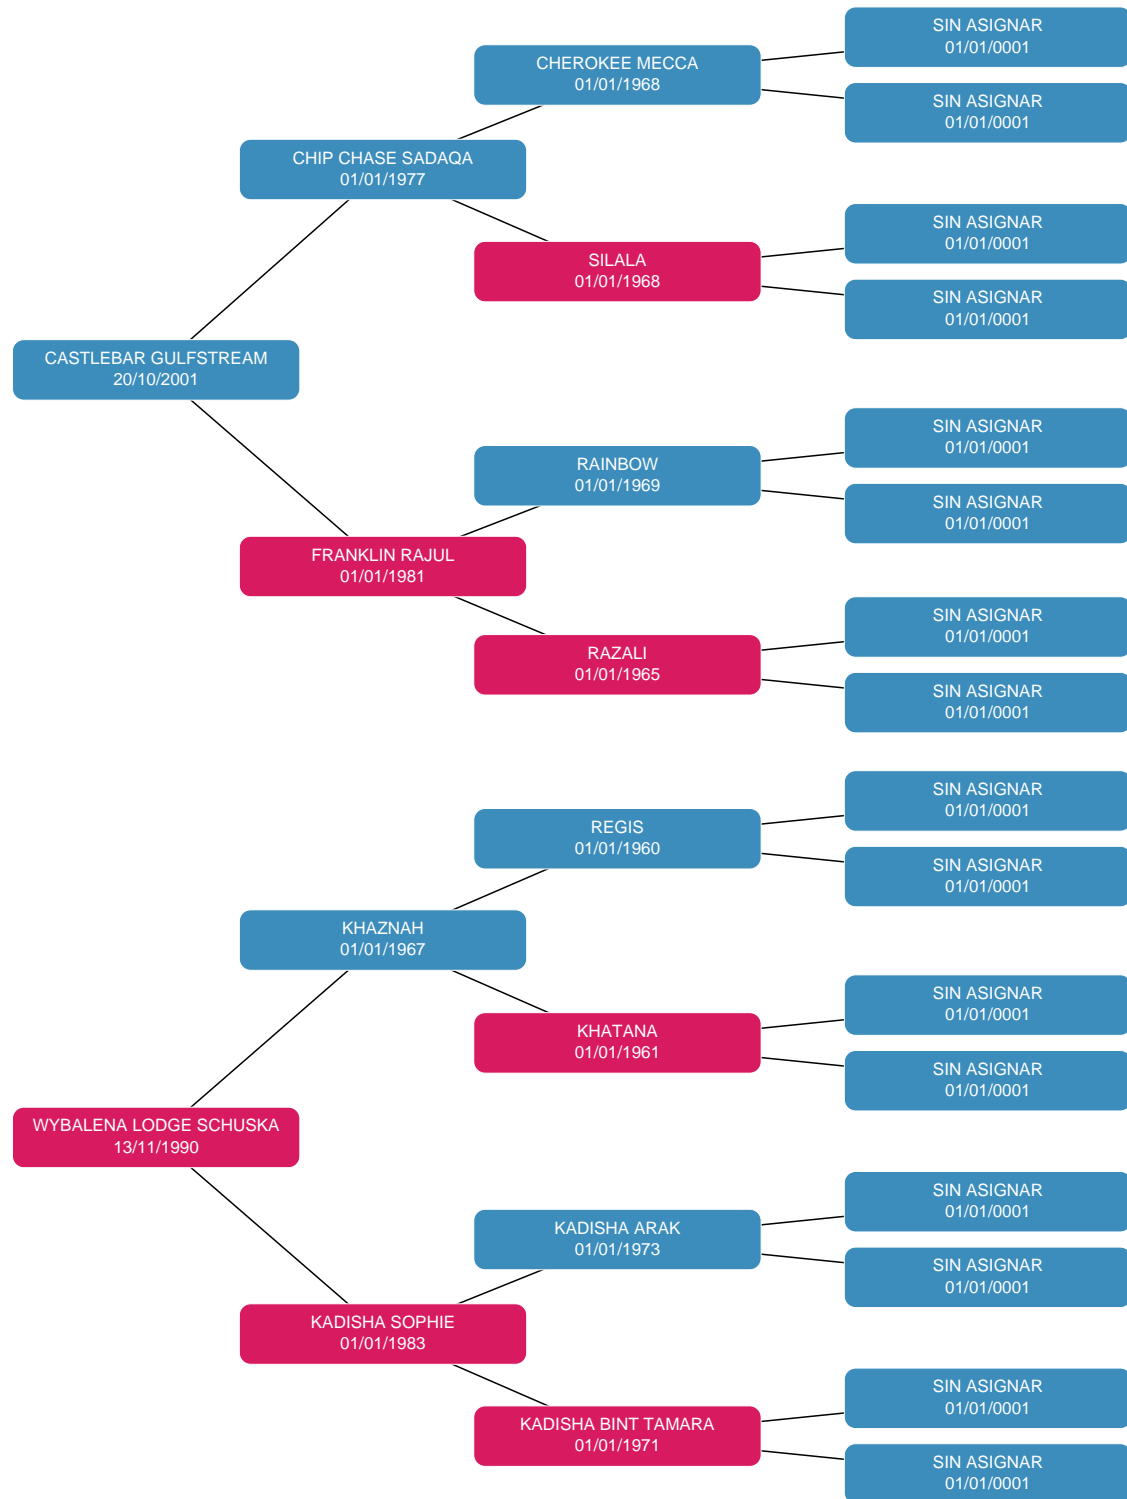 SIN ASIGNAR
01/01/0001
CHEROKEE MECCA
01/01/1968
SIN ASIGNAR
01/01/0001
CHIP CHASE SADAQA
01/01/1977
SIN ASIGNAR
01/01/0001
SILALA
01/01/1968
SIN ASIGNAR
01/01/0001
CASTLEBAR GULFSTREAM
20/10/2001
SIN ASIGNAR
01/01/0001
RAINBOW
01/01/1969
SIN ASIGNAR
01/01/0001
FRANKLIN RAJUL
01/01/1981
SIN ASIGNAR
01/01/0001
RAZALI
01/01/1965
SIN ASIGNAR
01/01/0001
SIN ASIGNAR
01/01/0001
REGIS
01/01/1960
SIN ASIGNAR
01/01/0001
KHAZNAH
01/01/1967
SIN ASIGNAR
01/01/0001
KHATANA
01/01/1961
SIN ASIGNAR
01/01/0001
WYBALENA LODGE SCHUSKA
13/11/1990
SIN ASIGNAR
01/01/0001
KADISHA ARAK
01/01/1973
SIN ASIGNAR
01/01/0001
KADISHA SOPHIE
01/01/1983
SIN ASIGNAR
01/01/0001
KADISHA BINT TAMARA
01/01/1971
SIN ASIGNAR
01/01/0001